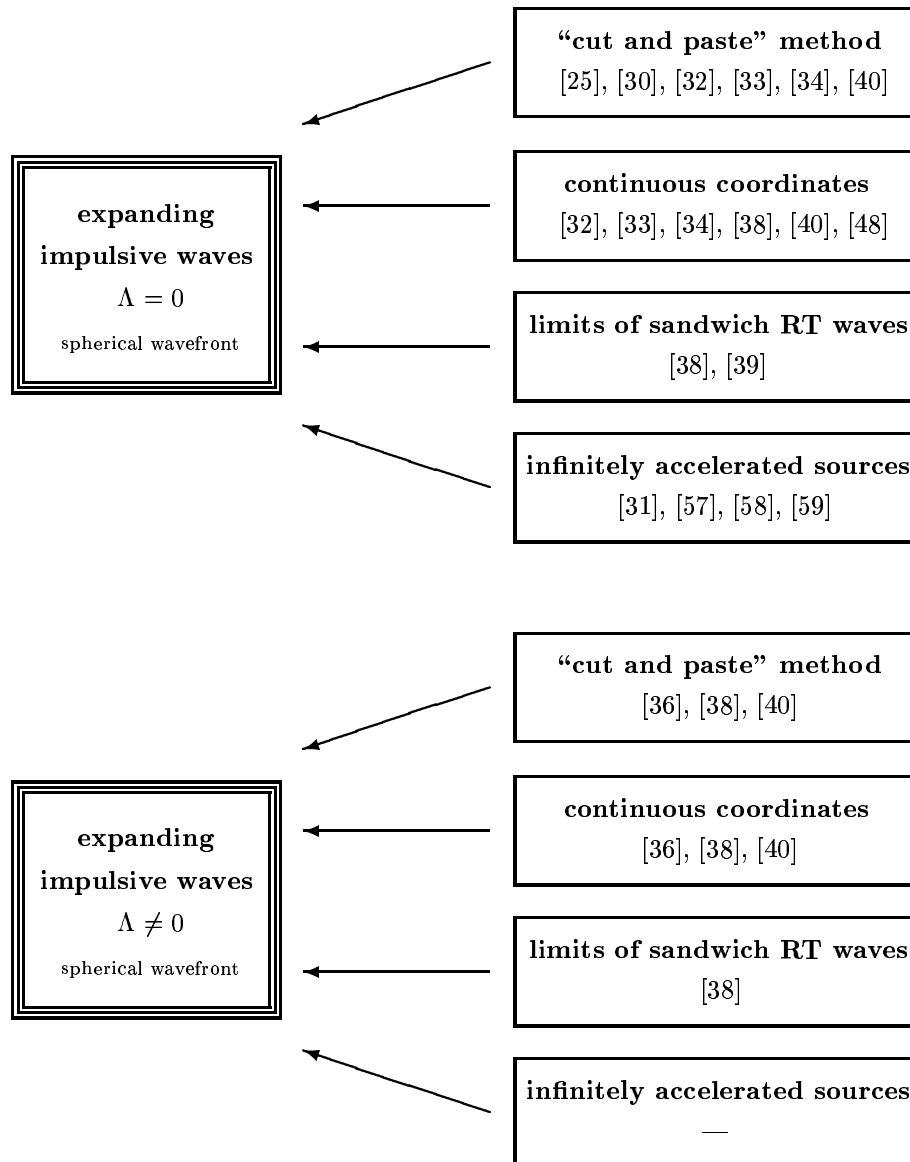 “cut and paste” method
[25], [30], [32], [33], [34], [40]
continuous coordinates
[32], [33], [34], [38], [40], [48]
expanding
impulsive waves
Λ = 0
spherical wavefront
limits of sandwich RT waves
[38], [39]
infinitely accelerated sources
[31], [57], [58], [59]
“cut and paste” method
[36], [38], [40]
continuous coordinates
[36], [38], [40]
expanding
impulsive waves
Λ ≠ 0
spherical wavefront
limits of sandwich RT waves
[38]
infinitely accelerated sources
—